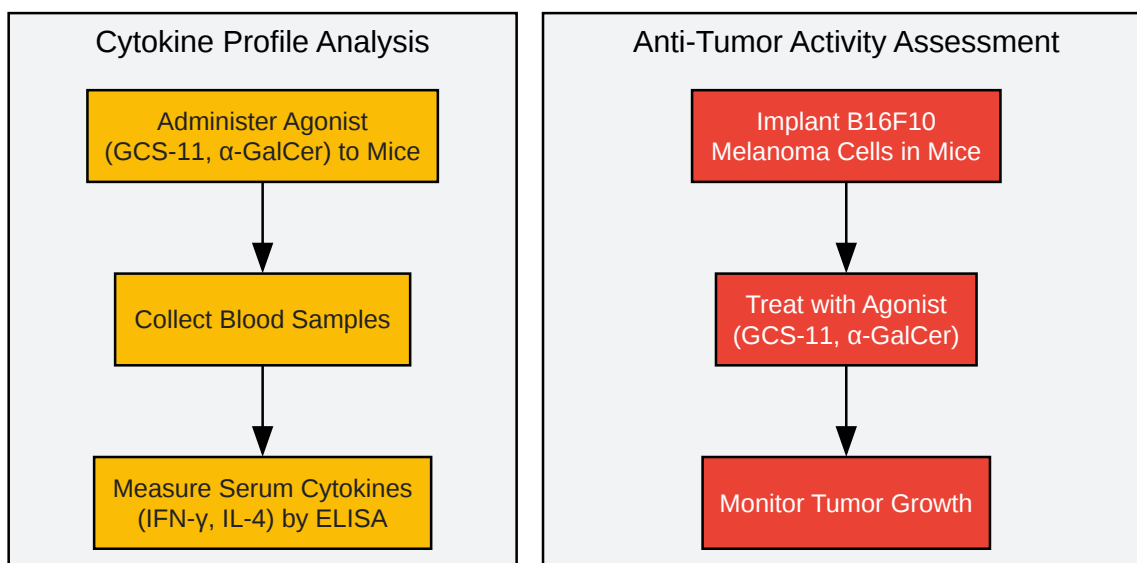 Cytokine Profile Analysis
Administer Agonist
(GCS-11, α-GalCer) to Mice
Collect Blood Samples
Measure Serum Cytokines
(IFN-γ, IL-4) by ELISA
Anti-Tumor Activity Assessment
Implant B16F10
Melanoma Cells in Mice
Treat with Agonist
(GCS-11, α-GalCer)
Monitor Tumor Growth